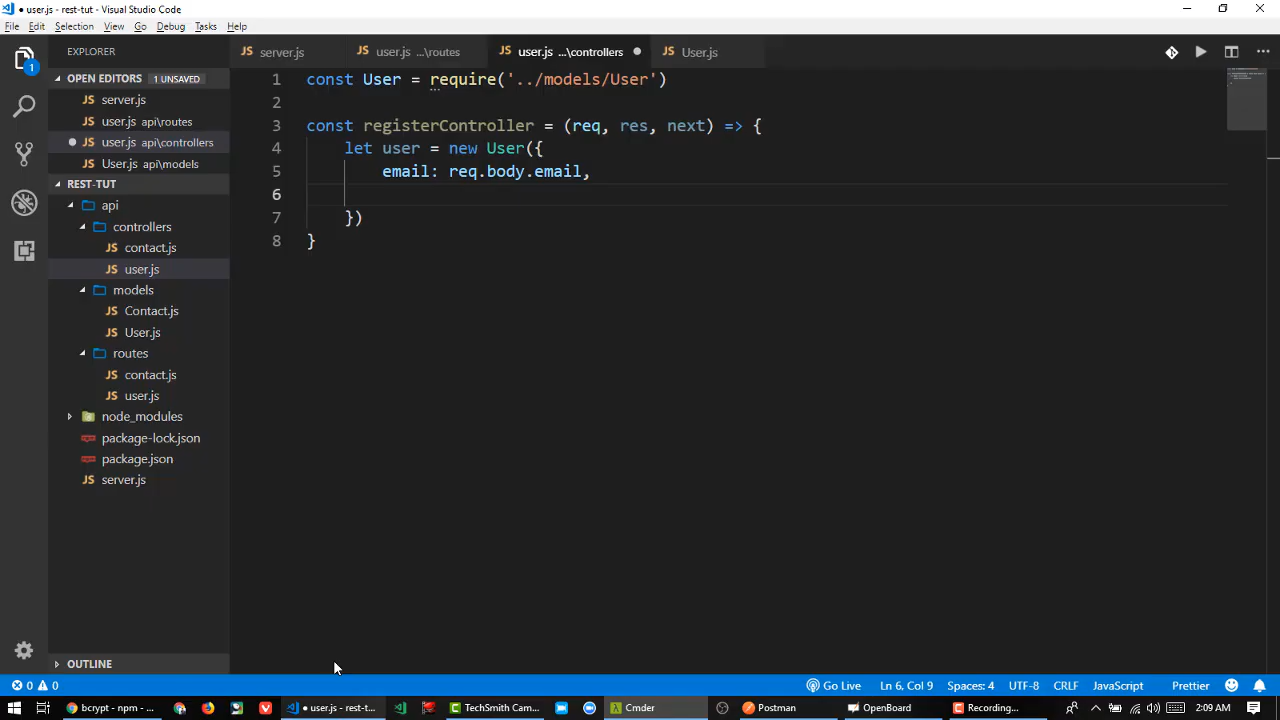 user.js - rest-tut - Visual Studio Code
File Edit Selection View Go Debug Tasks Help
EXPLORER
OPEN EDITORS 1 UNSAVED
server.js
user.js api\routes
user.js api\controllers
User.js api\models
REST-TUT
api
controllers
contact.js
user.js
models
Contact.js
User.js
routes
contact.js
user.js
node_modules
package-lock.json
package.json
server.js
OUTLINE
1
server.js user.js ...\routes user.js ...\controllers User.js
1 const User = require('../models/User')
2
3 const registerController = (req, res, next) => {
4 let user = new User({
5 email: req.body.email,
6
7 })
8 }
0 0 Go Live Ln 6, Col 9 Spaces: 4 UTF-8 CRLF JavaScript Prettier
bcrypt - npm - ... user.js - rest-t... TechSmith Cam... Cmder Postman OpenBoard Recording... 2:09 AM